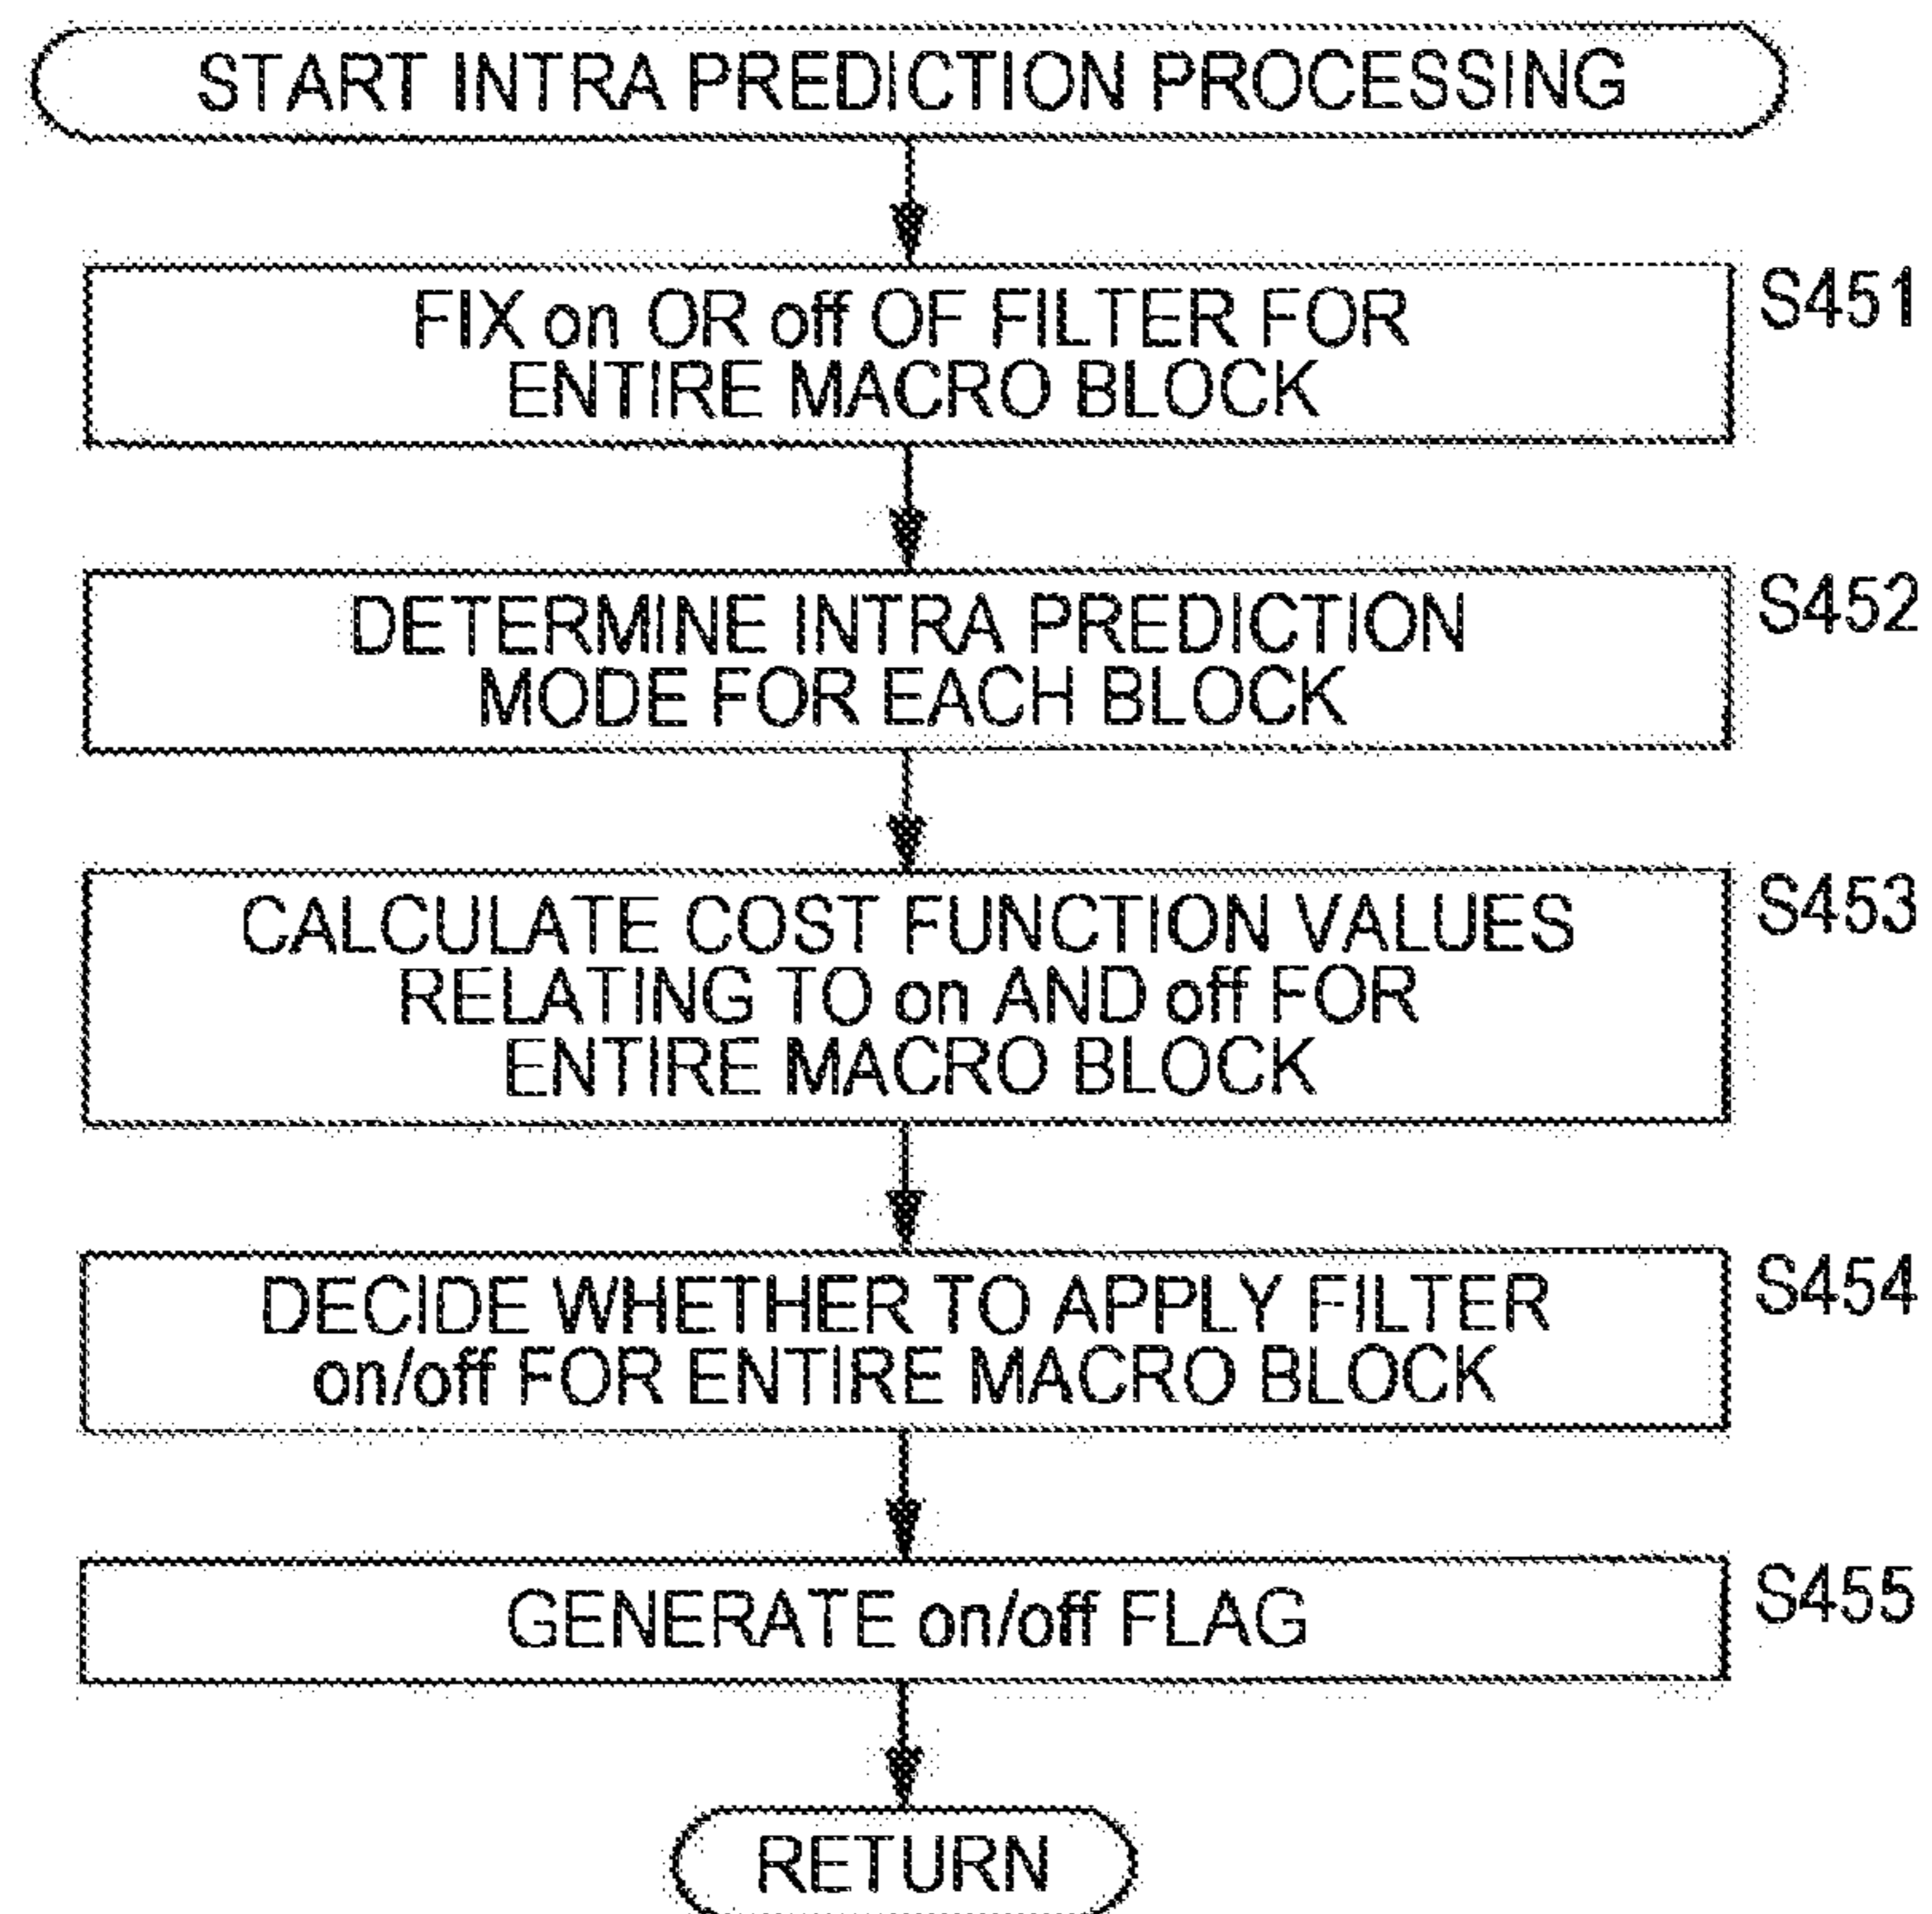 START INTRA PREDICTION PROCESSING
FIX on OR off OF FILTER FOR
ENTIRE MACRO BLOCK
S451
DETERMINE INTRA PREDICTION
MODE FOR EACH BLOCK
S452
CALCULATE COST FUNCTION VALUES
RELATING TO on AND off FOR
ENTIRE MACRO BLOCK
S453
DECIDE WHETHER TO APPLY FILTER
on/off FOR ENTIRE MACRO BLOCK
S454
GENERATE on/off FLAG
S455
RETURN